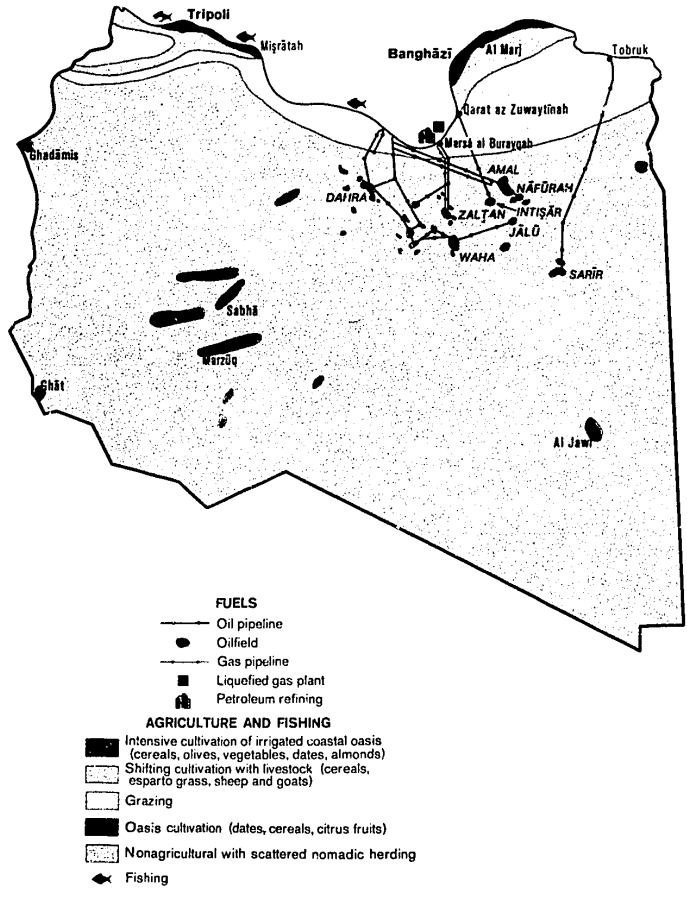 Tripoli
Miṣrātah
Banghāzī
Al Marj
Tobruk
Qarat az Zuwaytīnah
Marsá al Burayqah
Ghadāmis
AMAL
NĀFŪRAH
DAHRA
ZALṬAN
INTIṢĀR
JĀLŪ
WAHA
SARĪR
Sabhā
Marzūq
Ghāt
Al Jawf
FUELS
Oil pipeline
Oilfield
Gas pipeline
Liquefied gas plant
Petroleum refining
AGRICULTURE AND FISHING
Intensive cultivation of irrigated coastal oasis
(cereals, olives, vegetables, dates, almonds)
Shifting cultivation with livestock (cereals,
esparto grass, sheep and goats)
Grazing
Oasis cultivation (dates, cereals, citrus fruits)
Nonagricultural with scattered nomadic herding
Fishing